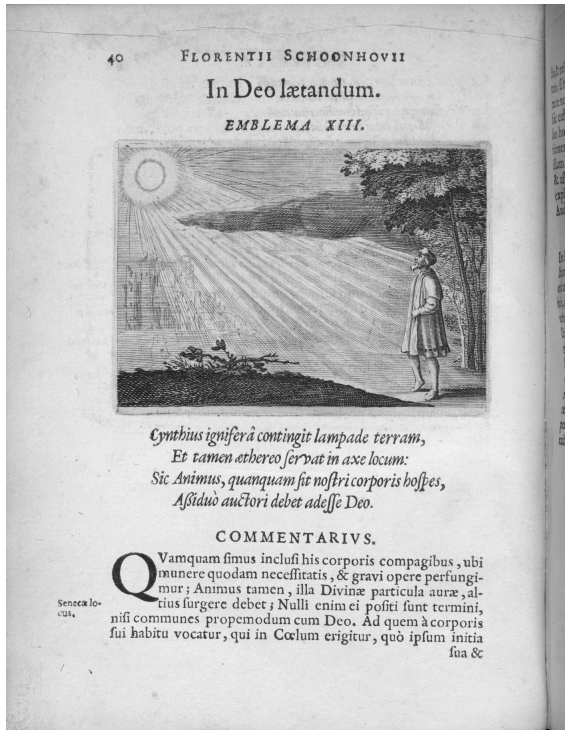 40 FLORENTII SCHOONHOVII
In Deo lætandum.
EMBLEMA XIII.
Cynthius igniferâ contingit lampade terram,
Et tamen æthereo ſervat in axe locum:
Sic Animus, quanquam ſit noſtri corporis hoſpes,
Aſſiduò auctori debet adeſſe Deo.
COMMENTARIVS.
QVamquam ſimus incluſi his corporis compagibus, ubi
munere quodam neceſſitatis, & gravi opere perfungi-
mur; Animus tamen, illa Divinæ particula auræ, al-
Senecæ lo-
cus.
tius ſurgere debet; Nulli enim ei poſiti ſunt termini,
niſi communes propemodum cum Deo. Ad quem à corporis
ſui habitu vocatur, qui in Cœlum erigitur, quò ipſum initia
ſua &